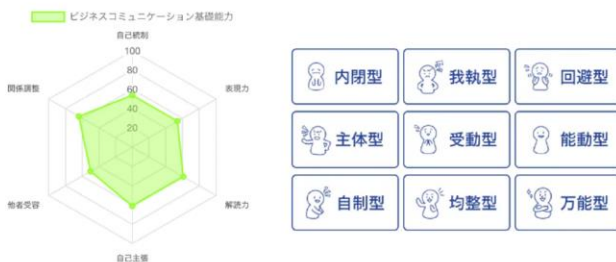 ビジネスコミュニケーション基礎能力
自己統制
100
80
60
40
20
表現力
解読力
自己主張
他者受容
関係調整
内閉型
我執型
回避型
主体型
受動型
能動型
自制型
均整型
万能型